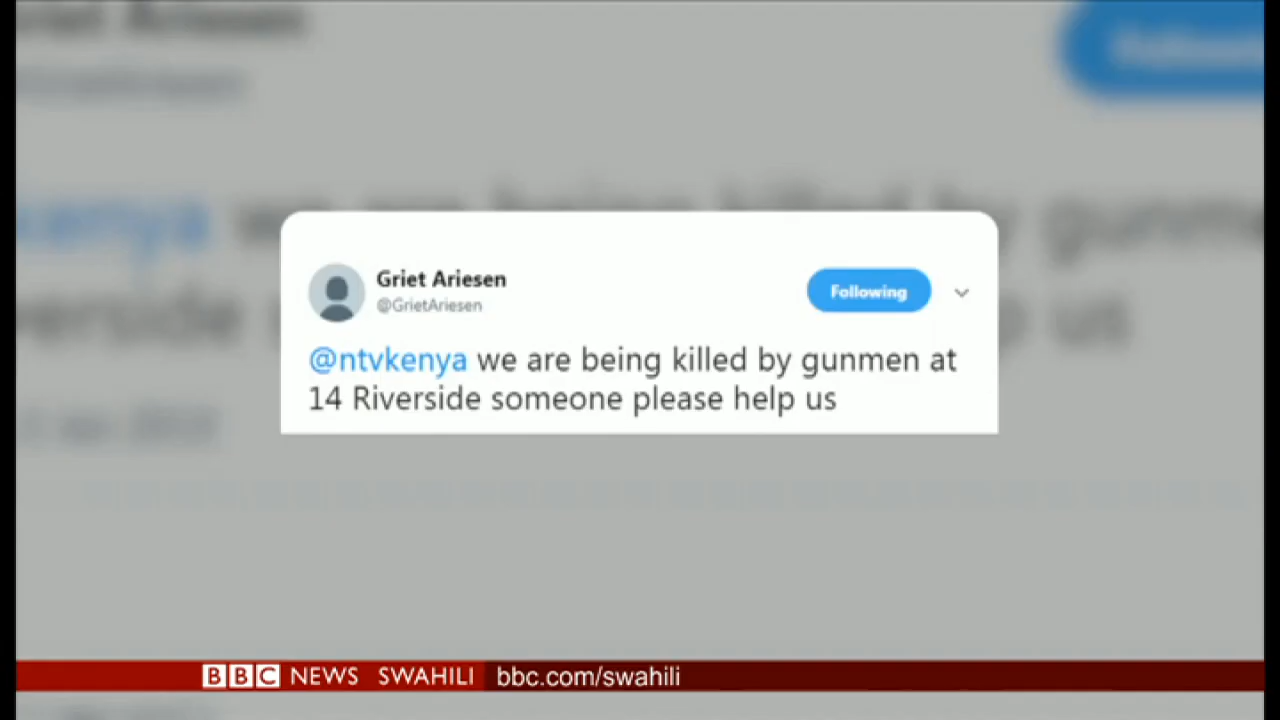 Griet Ariesen
Following
@GrietAriesen
@ntvkenya we are being killed by gunmen at
14 Riverside someone please help us
BBC NEWS SWAHILI bbc.com/swahili